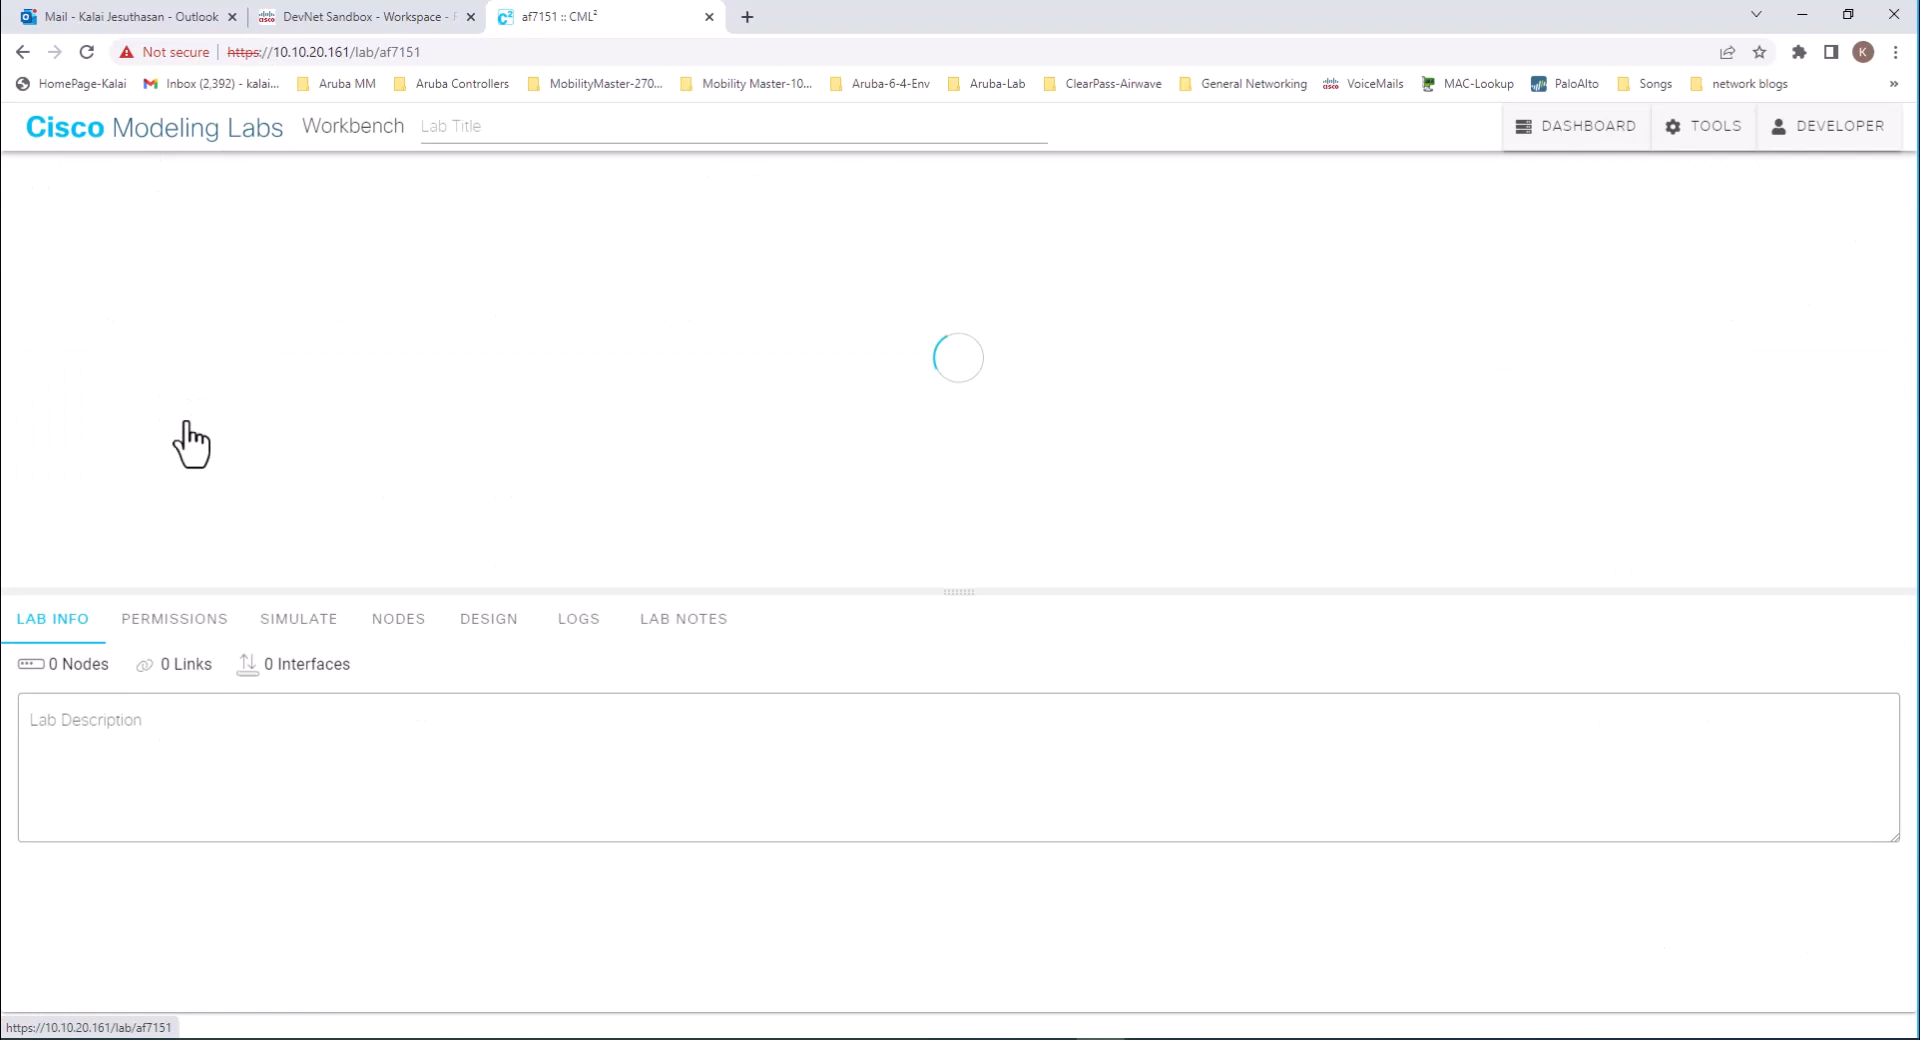 Mail - Kalai Jesuthasan - Outlook
DevNet Sandbox - Workspace - F
af7151 :: CML²
Not secure https://10.10.20.161/lab/af7151
K
HomePage-Kalai Inbox (2,392) - kalai... Aruba MM Aruba Controllers MobilityMaster-270... Mobility Master-10... Aruba-6-4-Env Aruba-Lab ClearPass-Airwave General Networking VoiceMails MAC-Lookup PaloAlto Songs network blogs »
Cisco Modeling Labs Workbench Lab Title DASHBOARD TOOLS DEVELOPER
LAB INFO PERMISSIONS SIMULATE NODES DESIGN LOGS LAB NOTES
0 Nodes 0 Links 0 Interfaces
Lab Description
https://10.10.20.161/lab/af7151